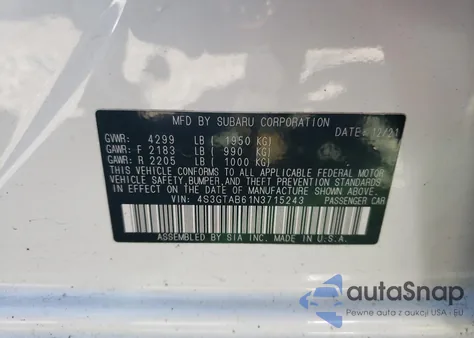 MFD BY SUBARU CORPORATION
DATE 12/21
GVWR: 4299 LB ( 1950 KG)
GAWR: F 2183 LB ( 990 KG)
GAWR: R 2205 LB ( 1000 KG)
THIS VEHICLE CONFORMS TO ALL APPLICABLE FEDERAL MOTOR
VEHICLE SAFETY, BUMPER, AND THEFT PREVENTION STANDARDS
IN EFFECT ON THE DATE OF MANUFACTURE SHOWN ABOVE.
VIN: 4S3GTAB61N3715243
PASSENGER CAR
ASSEMBLED BY SIA INC. MADE IN U.S.A.
autoSnap
Pewne auta z aukcji USA - EU